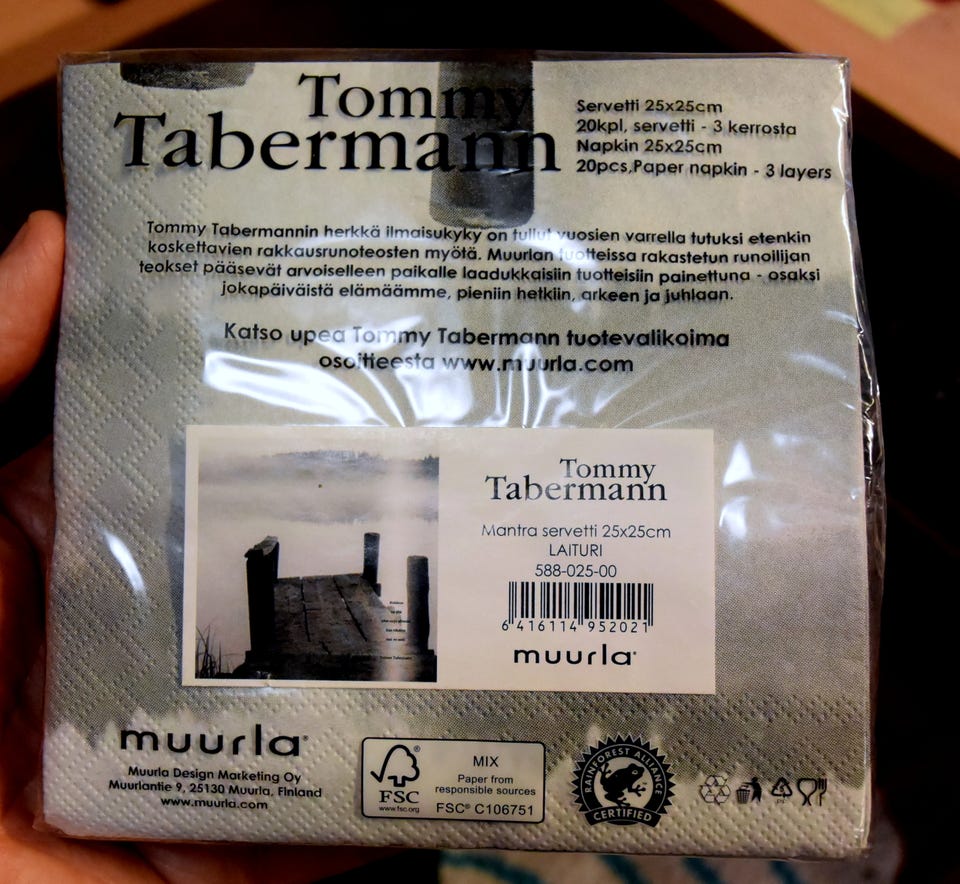 Tommy
Tabermann
Servetti 25x25cm
20kpl, servetti - 3 kerrosta
Napkin 25x25cm
20pcs,Paper napkin - 3 layers
Tommy Tabermannin herkkä ilmaisukyky on tullut vuosien varrella tutuksi etenkin
koskettavien rakkausrunoteosten myötä. Muurlan tuotteissa rakastetun runoilijan
teokset pääsevät arvoiselleen paikalle laadukkaisiin tuotteisiin painettuna - osaksi
jokapäiväistä elämäämme, pieniin hetkiin, arkeen ja juhlaan.
Katso upea Tommy Tabermann tuotevalikoima
osoitteesta www.muurla.com
Tommy
Tabermann
Mantra servetti 25x25cm
LAITURI
588-025-00
6 416114 952021
muurla
Tommy Tabermann
muurla®
Muurla Design Marketing Oy
Muurlantie 9, 25130 Muurla, Finland
www.muurla.com
FSC
www.fsc.org
MIX
Paper from
responsible sources
FSC® C106751
RAINFOREST ALLIANCE
CERTIFIED